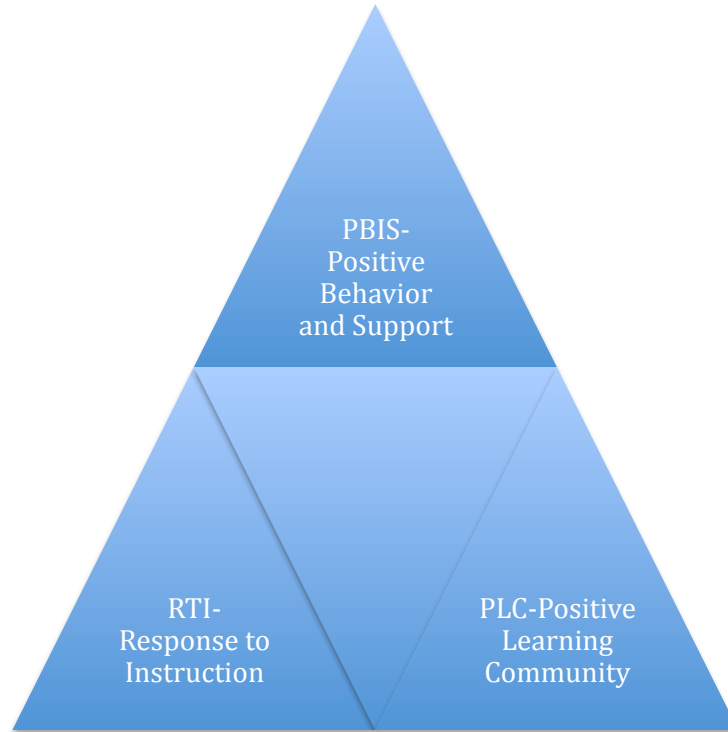 PBIS-
Positive
Behavior
and Support
RTI-
Response to
Instruction
PLC-Positive
Learning
Community